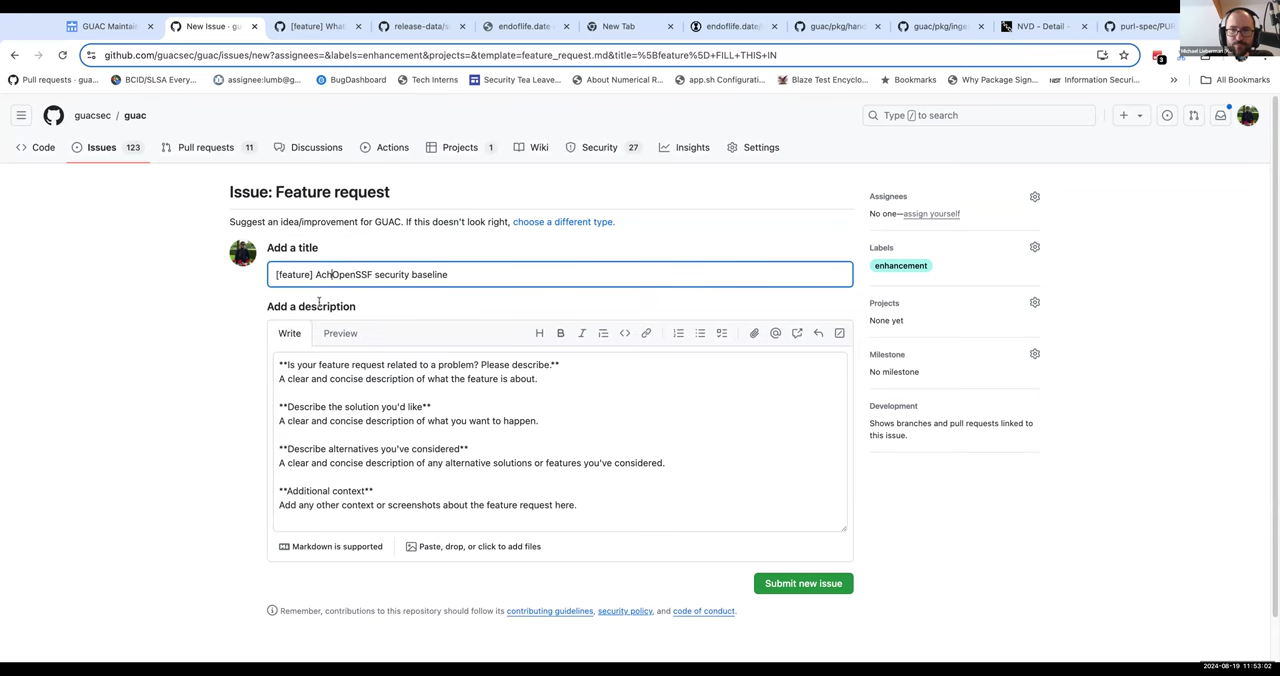 GUAC Maintain
New Issue · gu
[feature] What
release-data/s
endoflife.date
New Tab
endoflife.date/
guac/pkg/hand
guac/pkg/inge
NVD - Detail -
purl-spec/PUR
github.com/guacsec/guac/issues/new?assignees=&labels=enhancement&projects=&template=feature_request.md&title=%5Bfeature%5D+FILL+THIS+IN
3
Pull requests · gua...
BCID/SLSA Every...
assignee:lumb@g...
BugDashboard
Tech Interns
Security Tea Leave...
About Numerical R...
app.sh Configurati...
Blaze Test Encyclo...
Bookmarks
Why Package Sign...
Information Securi...
»
All Bookmarks
guacsec / guac
Type / to search
Code
Issues 123
Pull requests 11
Discussions
Actions
Projects 1
Wiki
Security 27
Insights
Settings
Issue: Feature request
Suggest an idea/improvement for GUAC. If this doesn't look right, choose a different type.
Add a title
[feature] AchOpenSSF security baseline
Add a description
Write
Preview
H B I
**Is your feature request related to a problem? Please describe.**
A clear and concise description of what the feature is about.
**Describe the solution you'd like**
A clear and concise description of what you want to happen.
**Describe alternatives you've considered**
A clear and concise description of any alternative solutions or features you've considered.
**Additional context**
Add any other context or screenshots about the feature request here.
Markdown is supported
Paste, drop, or click to add files
Submit new issue
Remember, contributions to this repository should follow its contributing guidelines, security policy, and code of conduct.
Assignees
No one—assign yourself
Labels
enhancement
Projects
None yet
Milestone
No milestone
Development
Shows branches and pull requests linked to
this issue.
2024-08-19 11:53:02